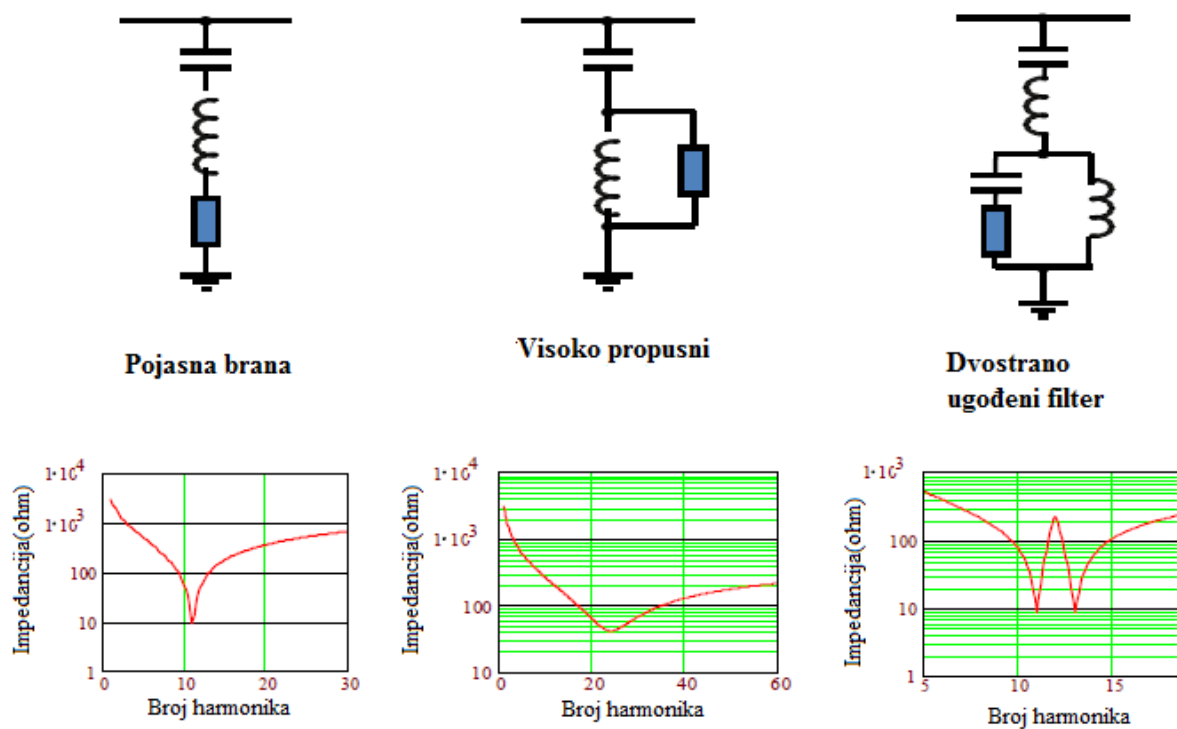 Pojasna brana
Visoko propusni
Dvostrano
ugođeni filter
Impedancija(ohm)
1·10⁴
1·10³
100
10
1
0
10
20
30
Broj harmonika
Impedancija(ohm)
1·10⁴
1·10³
100
10
0
20
40
60
Broj harmonika
Impedancija(ohm)
1·10³
100
10
1
5
10
15
Broj harmonika